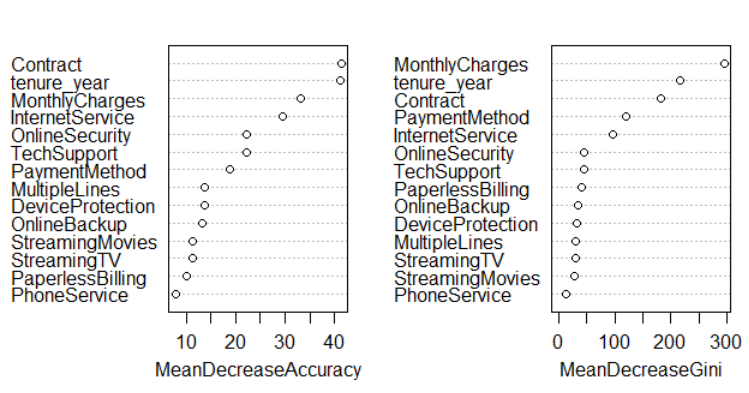 Contract
tenure_year
MonthlyCharges
InternetService
OnlineSecurity
TechSupport
PaymentMethod
MultipleLines
DeviceProtection
OnlineBackup
StreamingMovies
StreamingTV
PaperlessBilling
PhoneService
10 20 30 40
MeanDecreaseAccuracy
MonthlyCharges
tenure_year
Contract
PaymentMethod
InternetService
OnlineSecurity
TechSupport
PaperlessBilling
OnlineBackup
DeviceProtection
MultipleLines
StreamingTV
StreamingMovies
PhoneService
0 100 200 300
MeanDecreaseGini